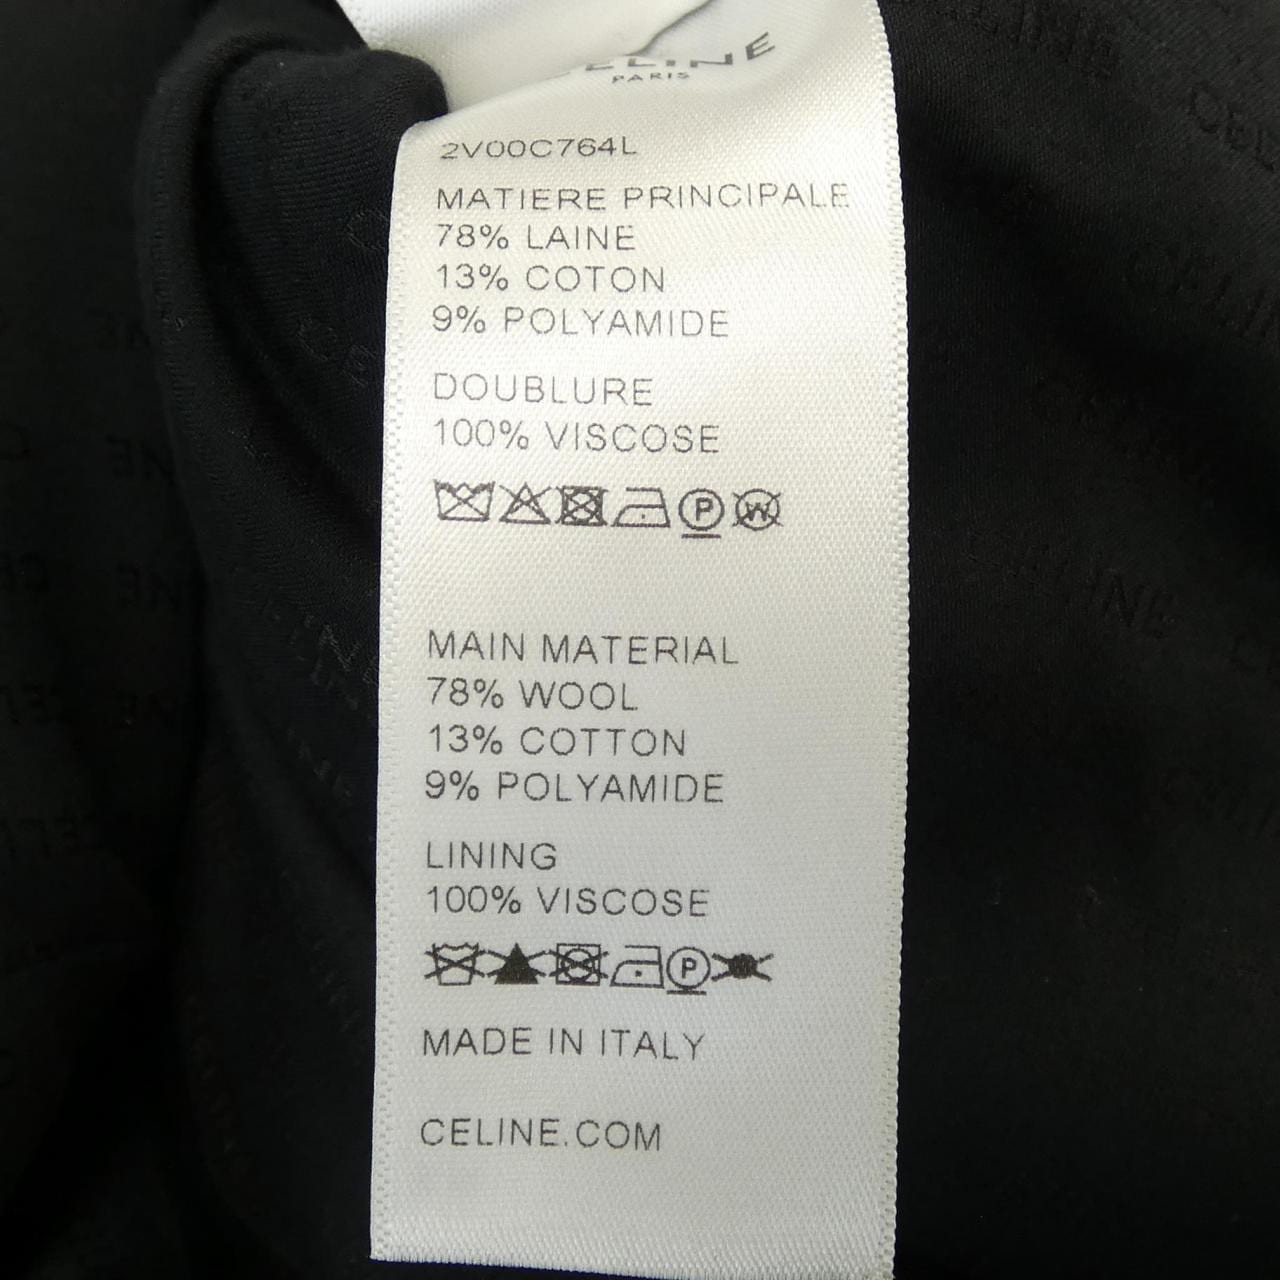 CELINE
PARIS
2V00C764L
MATIERE PRINCIPALE
78% LAINE
13% COTON
9% POLYAMIDE
DOUBLURE
100% VISCOSE
P W
MAIN MATERIAL
78% WOOL
13% COTTON
9% POLYAMIDE
LINING
100% VISCOSE
P
MADE IN ITALY
CELINE.COM